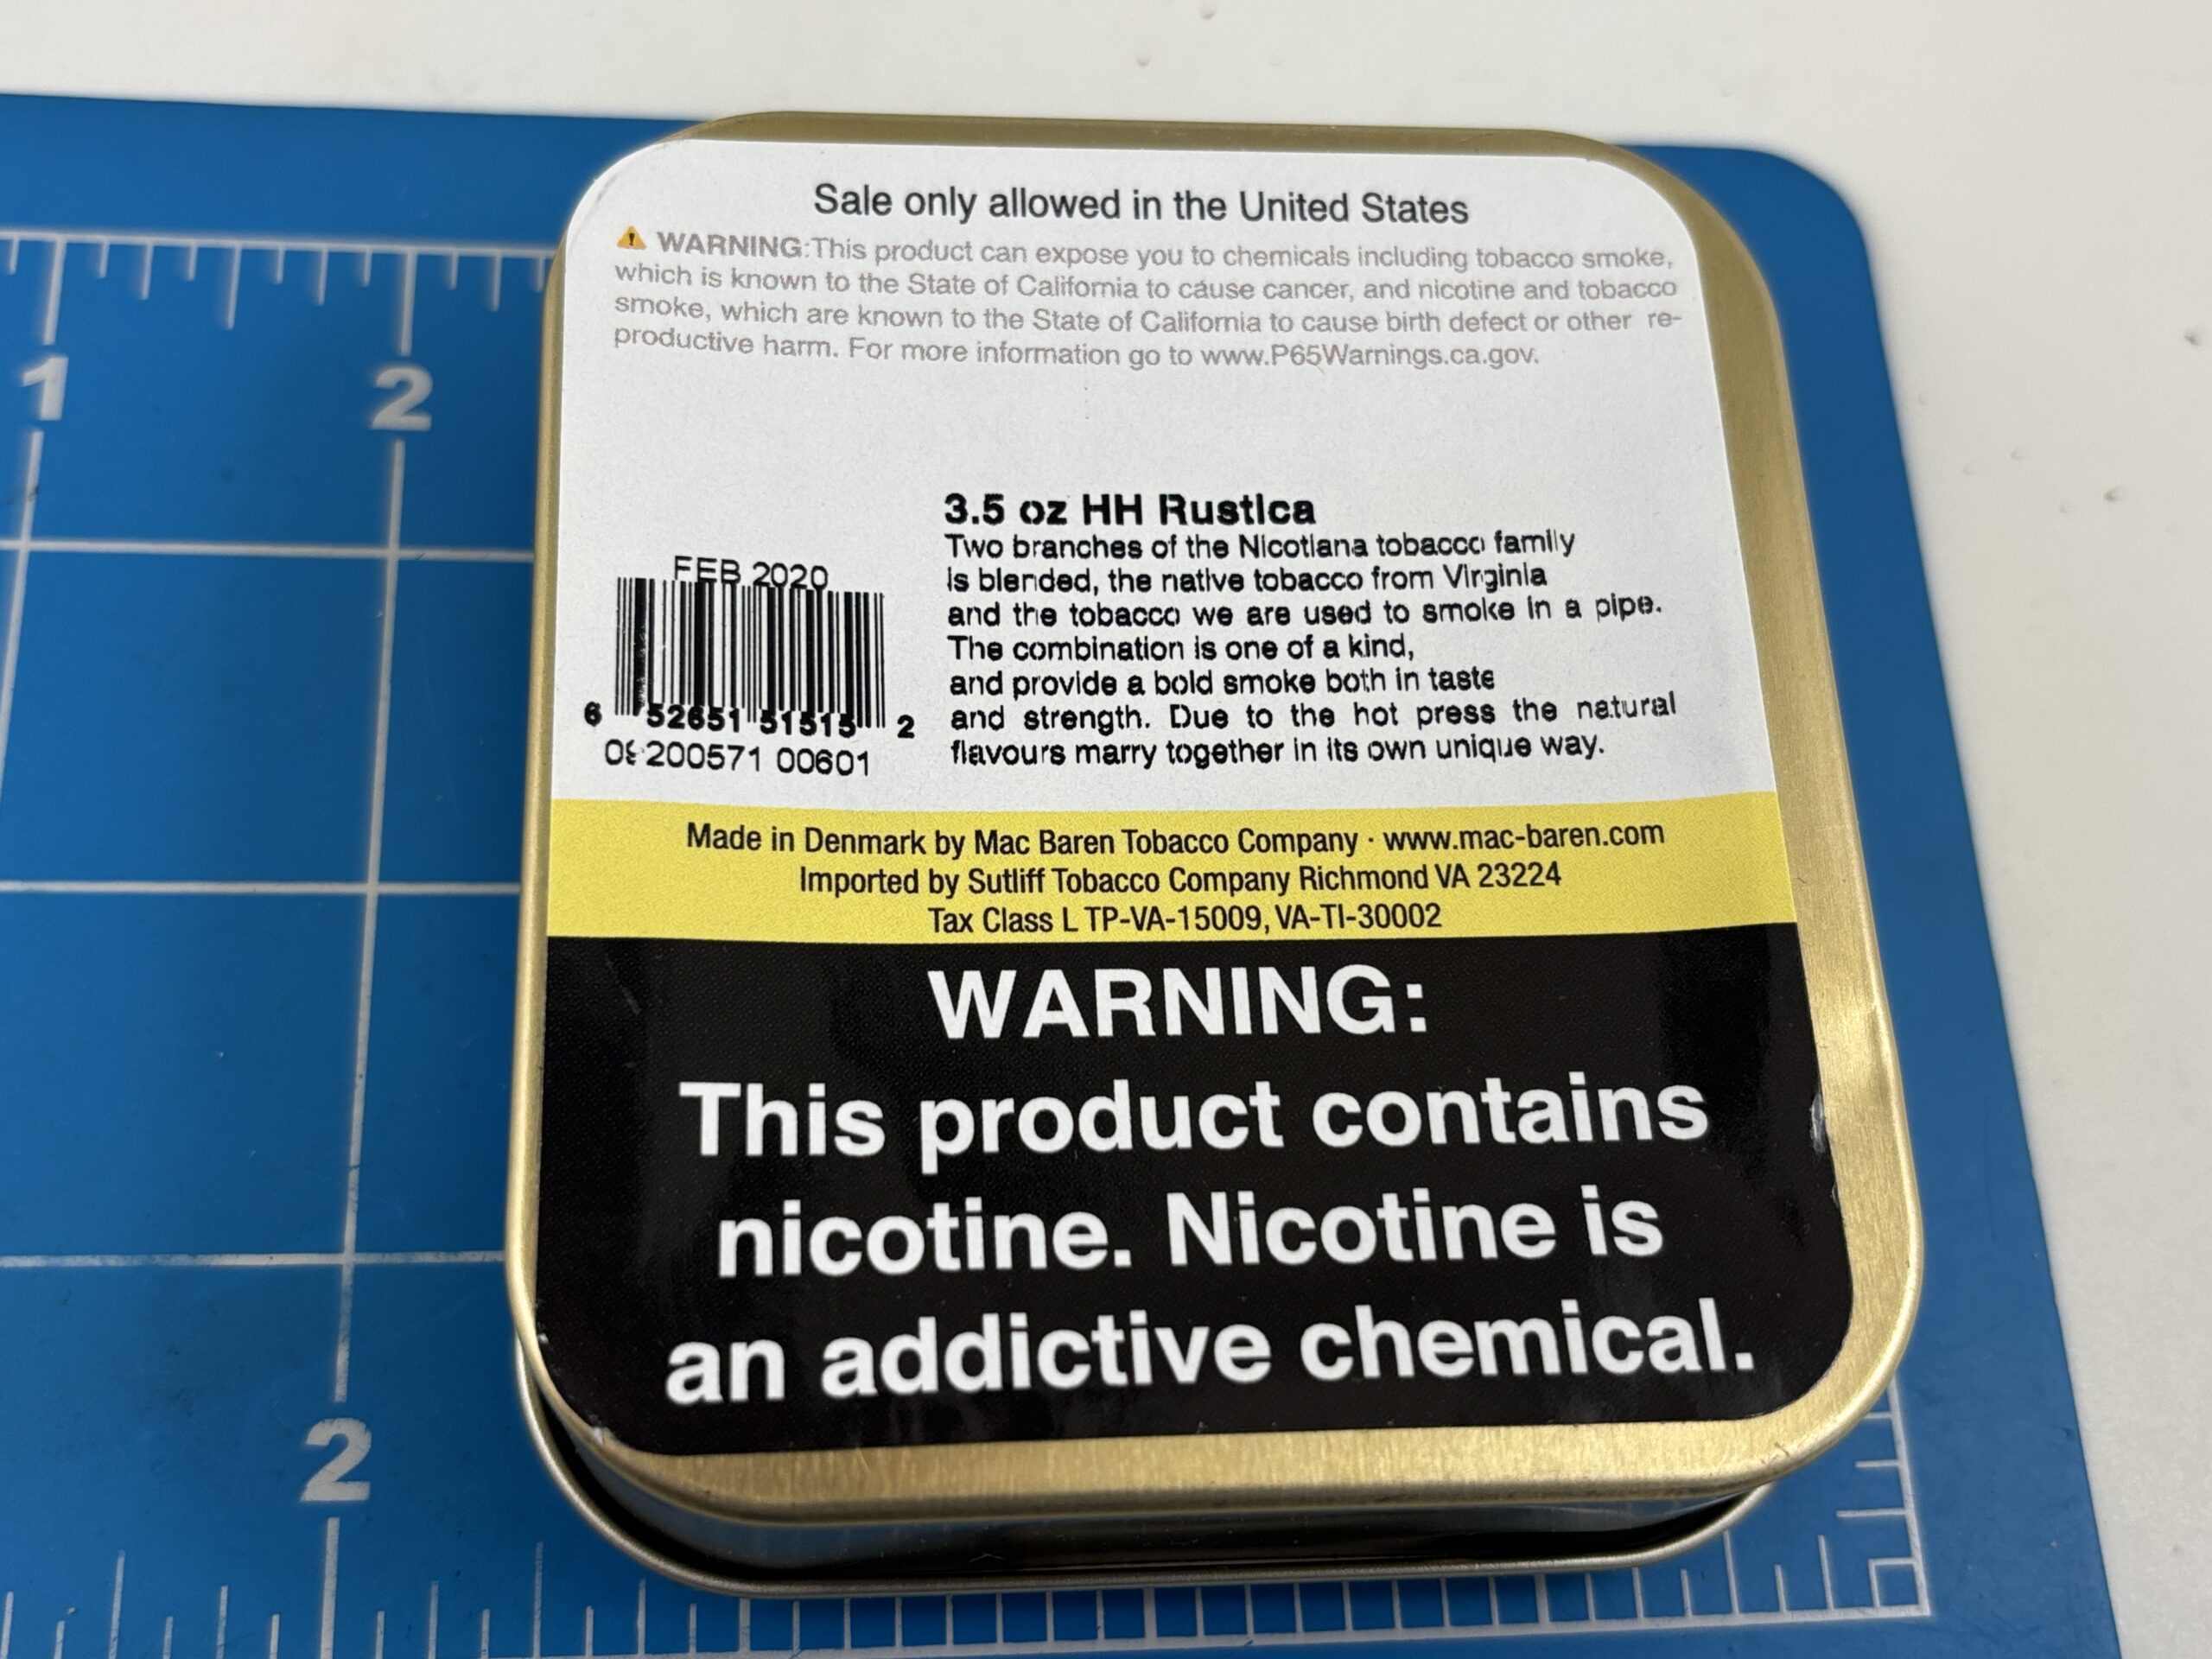 Sale only allowed in the United States
⚠ WARNING:This product can expose you to chemicals including tobacco smoke,
which is known to the State of California to cause cancer, and nicotine and tobacco
smoke, which are known to the State of California to cause birth defect or other re-
productive harm. For more information go to www.P65Warnings.ca.gov.
3.5 oz HH Rustica
Two branches of the Nicotiana tobacco family
is blended, the native tobacco from Virginia
and the tobacco we are used to smoke in a pipe.
The combination is one of a kind,
and provide a bold smoke both in taste
and strength. Due to the hot press the natural
flavours marry together in its own unique way.
FEB 2020
6 52651 51515 2
200571 00601
Made in Denmark by Mac Baren Tobacco Company · www.mac-baren.com
Imported by Sutliff Tobacco Company Richmond VA 23224
Tax Class L TP-VA-15009, VA-TI-30002
WARNING:
This product contains
nicotine. Nicotine is
an addictive chemical.
1
2
2